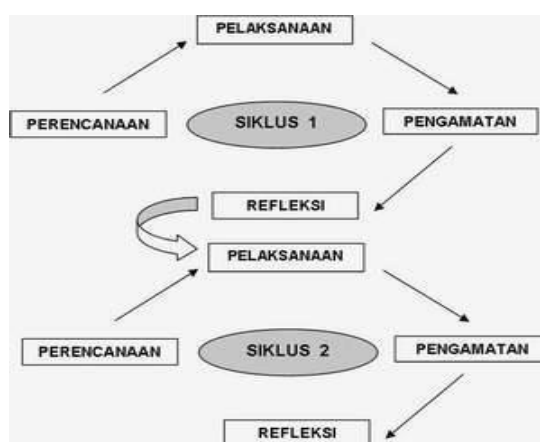 PELAKSANAAN
PERENCANAAN
SIKLUS 1
PENGAMATAN
REFLEKSI
PELAKSANAAN
PERENCANAAN
SIKLUS 2
PENGAMATAN
REFLEKSI